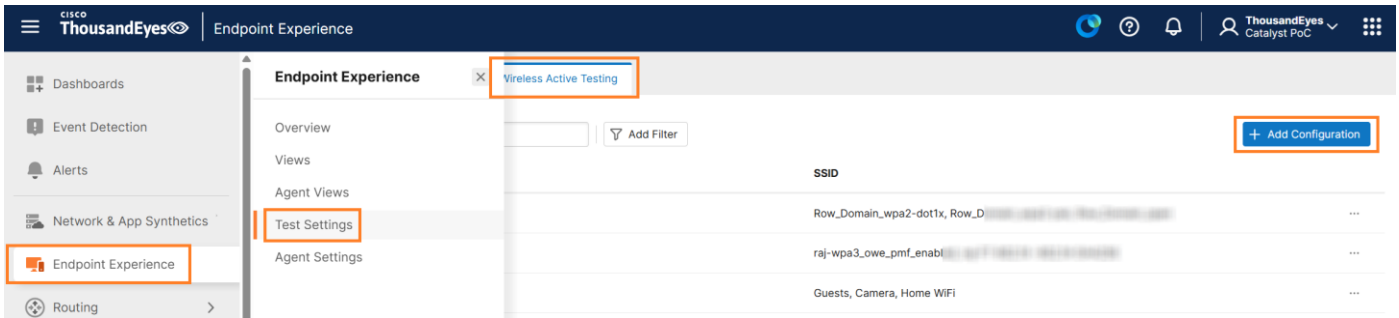 CISCO
ThousandEyes
Endpoint Experience
ThousandEyes
Catalyst PoC
Dashboards
Event Detection
Alerts
Network & App Synthetics
Endpoint Experience
Routing
Endpoint Experience
Overview
Views
Agent Views
Test Settings
Agent Settings
Wireless Active Testing
Add Filter
+ Add Configuration
SSID
Row_Domain_wpa2-dot1x, Row_D
raj-wpa3_owe_pmf_enabl
Guests, Camera, Home WiFi